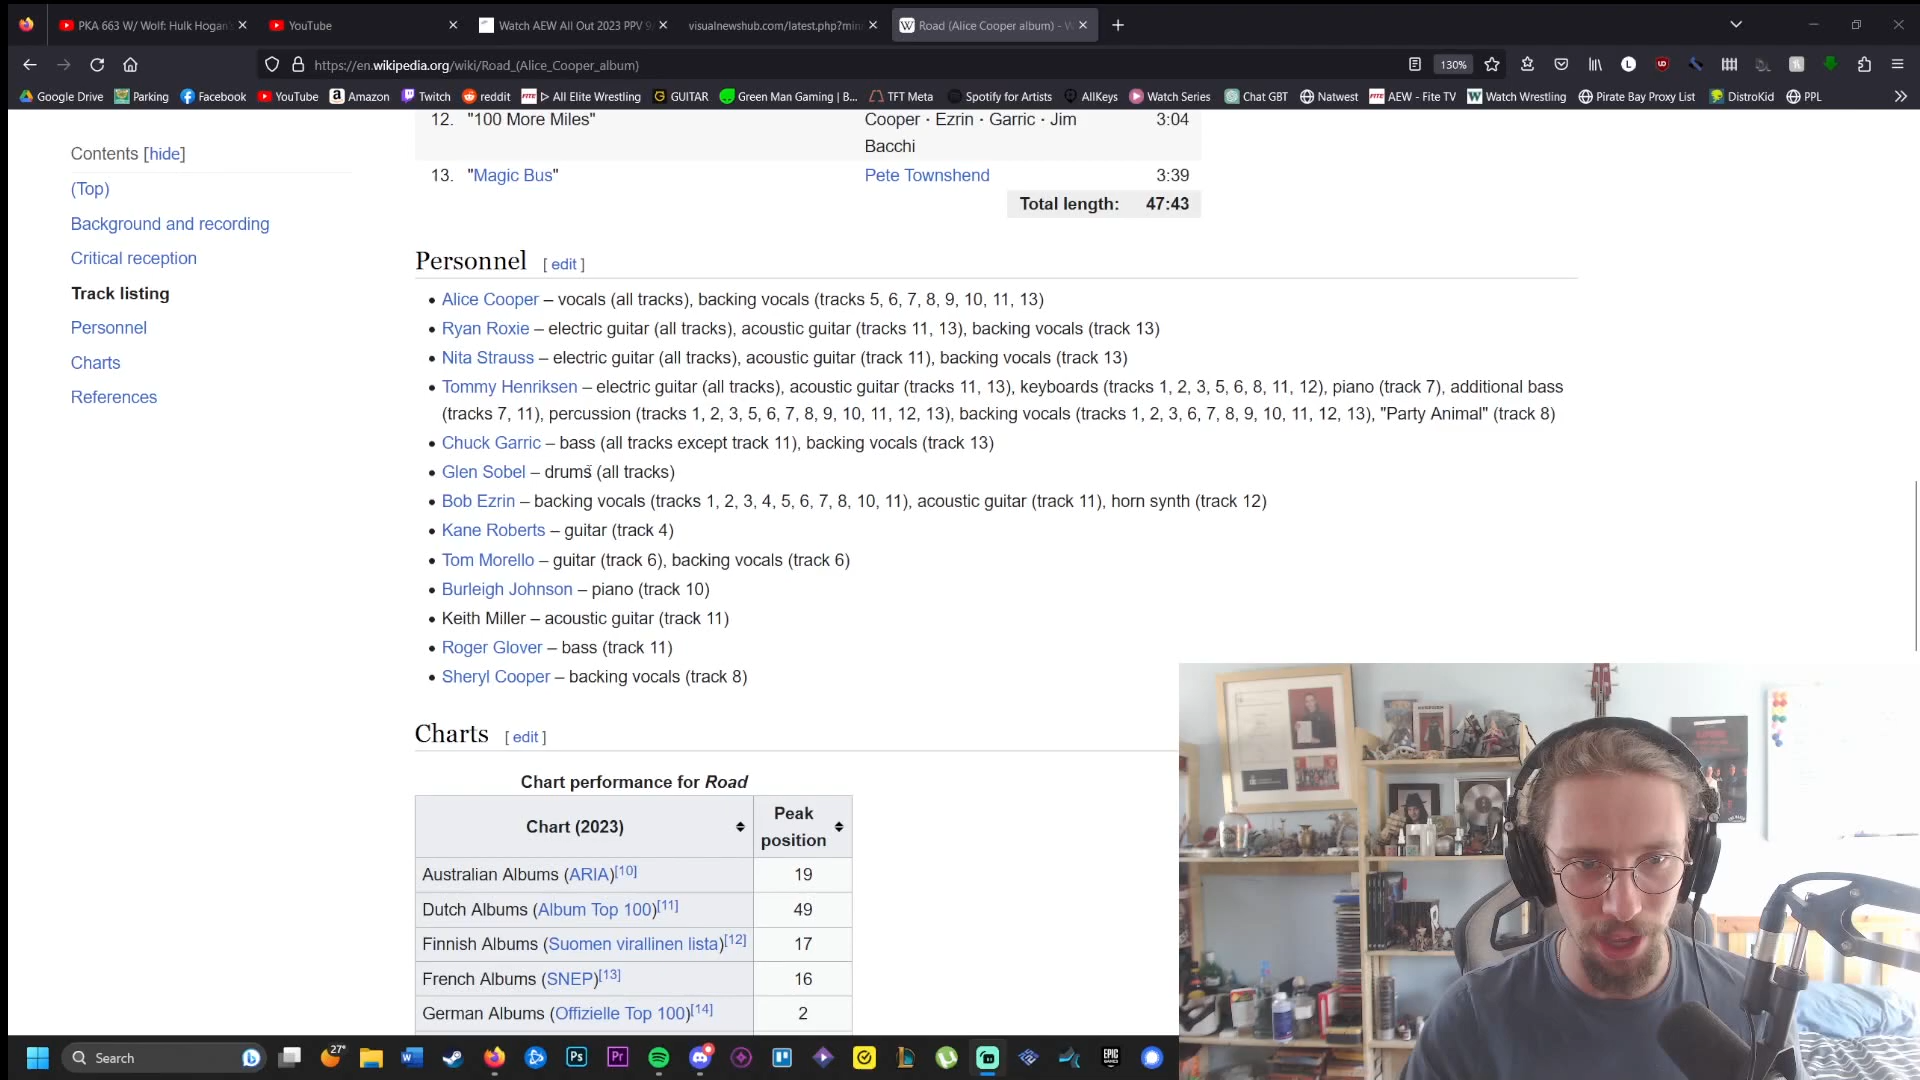 PKA 663 W/ Wolf: Hulk Hogan's
YouTube
Watch AEW All Out 2023 PPV 9
visualnewshub.com/latest.php?min
Road (Alice Cooper album) - W
https://en.wikipedia.org/wiki/Road_(Alice_Cooper_album)
130%
Google Drive
Parking
Facebook
YouTube
Amazon
Twitch
reddit
All Elite Wrestling
GUITAR
Green Man Gaming | B...
TFT Meta
Spotify for Artists
AllKeys
Watch Series
Chat GBT
Natwest
AEW - Fite TV
Watch Wrestling
Pirate Bay Proxy List
DistroKid
PPL
Contents [hide]
(Top)
Background and recording
Critical reception
Track listing
Personnel
Charts
References
12. "100 More Miles" Cooper · Ezrin · Garric · Jim Bacchi 3:04
13. "Magic Bus" Pete Townshend 3:39
Total length: 47:43
Personnel [ edit ]
• Alice Cooper – vocals (all tracks), backing vocals (tracks 5, 6, 7, 8, 9, 10, 11, 13)
• Ryan Roxie – electric guitar (all tracks), acoustic guitar (tracks 11, 13), backing vocals (track 13)
• Nita Strauss – electric guitar (all tracks), acoustic guitar (track 11), backing vocals (track 13)
• Tommy Henriksen – electric guitar (all tracks), acoustic guitar (tracks 11, 13), keyboards (tracks 1, 2, 3, 5, 6, 8, 11, 12), piano (track 7), additional bass
(tracks 7, 11), percussion (tracks 1, 2, 3, 5, 6, 7, 8, 9, 10, 11, 12, 13), backing vocals (tracks 1, 2, 3, 6, 7, 8, 9, 10, 11, 12, 13), "Party Animal" (track 8)
• Chuck Garric – bass (all tracks except track 11), backing vocals (track 13)
• Glen Sobel – drums (all tracks)
• Bob Ezrin – backing vocals (tracks 1, 2, 3, 4, 5, 6, 7, 8, 10, 11), acoustic guitar (track 11), horn synth (track 12)
• Kane Roberts – guitar (track 4)
• Tom Morello – guitar (track 6), backing vocals (track 6)
• Burleigh Johnson – piano (track 10)
• Keith Miller – acoustic guitar (track 11)
• Roger Glover – bass (track 11)
• Sheryl Cooper – backing vocals (track 8)
Charts [ edit ]
Chart performance for Road
Chart (2023) Peak position
Australian Albums (ARIA)[10] 19
Dutch Albums (Album Top 100)[11] 49
Finnish Albums (Suomen virallinen lista)[12] 17
French Albums (SNEP)[13] 16
German Albums (Offizielle Top 100)[14] 2
Search
27°
Ps
Pr
EPIC